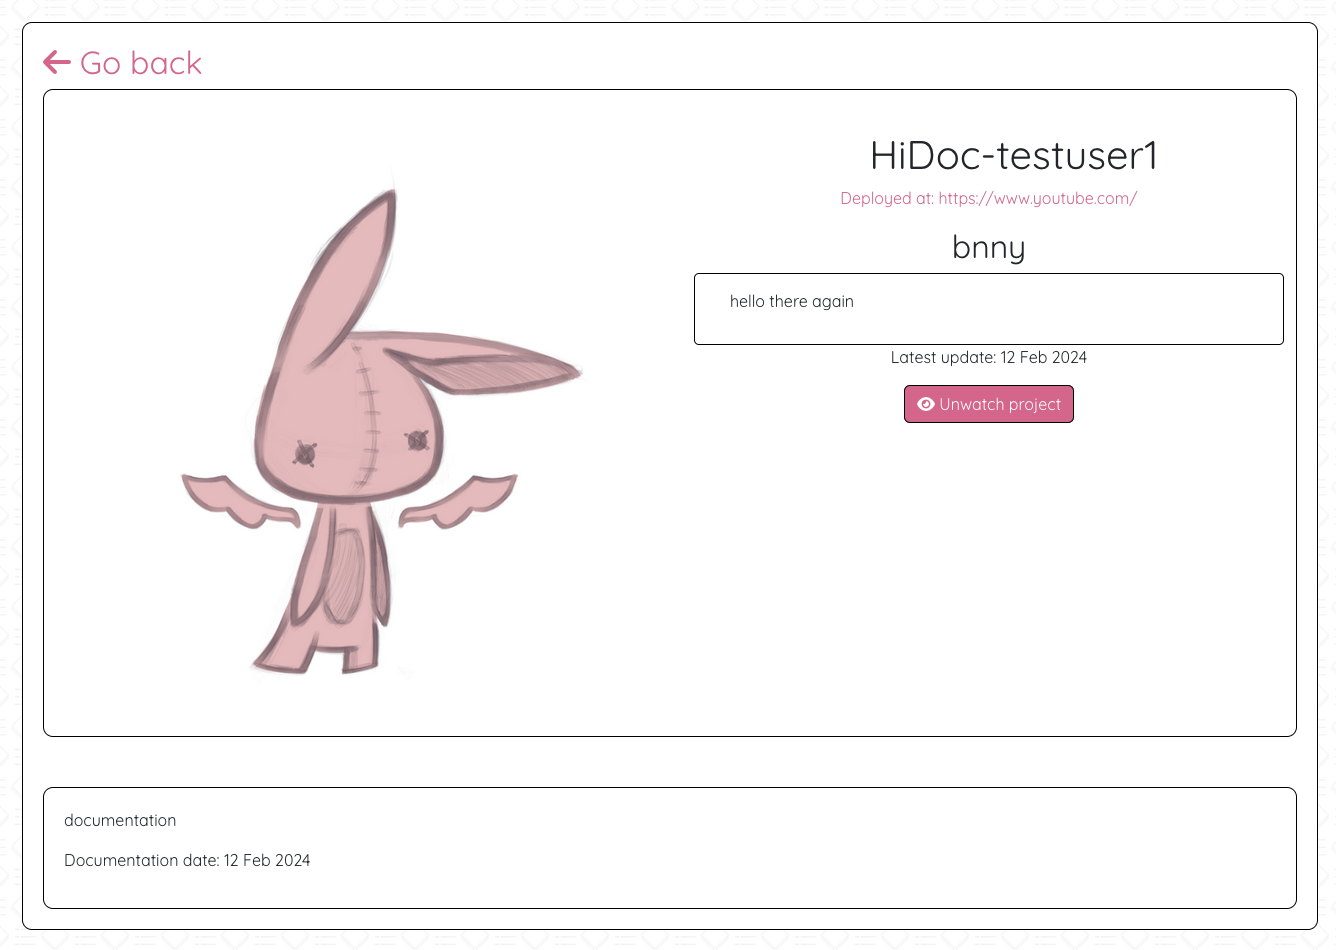 Go back
HiDoc-testuser1
Deployed at: https://www.youtube.com/
bnny
hello there again
Latest update: 12 Feb 2024
Unwatch project
documentation
Documentation date: 12 Feb 2024